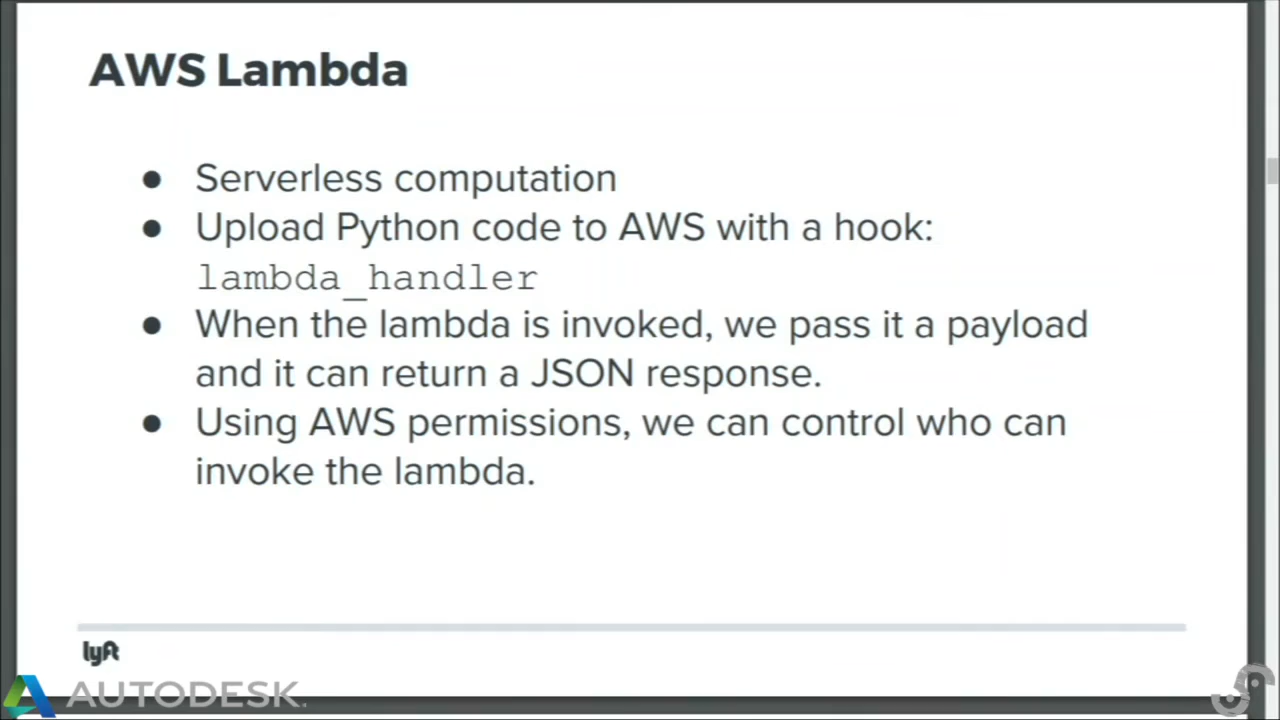 AWS Lambda
● Serverless computation
● Upload Python code to AWS with a hook:
lambda_handler
● When the lambda is invoked, we pass it a payload
and it can return a JSON response.
● Using AWS permissions, we can control who can
invoke the lambda.
lyft
AUTODESK.